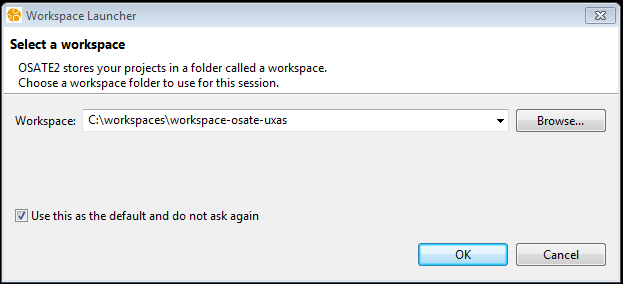 Workspace Launcher
Select a workspace
OSATE2 stores your projects in a folder called a workspace.
Choose a workspace folder to use for this session.
Workspace: C:\workspaces\workspace-osate-uxas Browse...
Use this as the default and do not ask again
OK Cancel